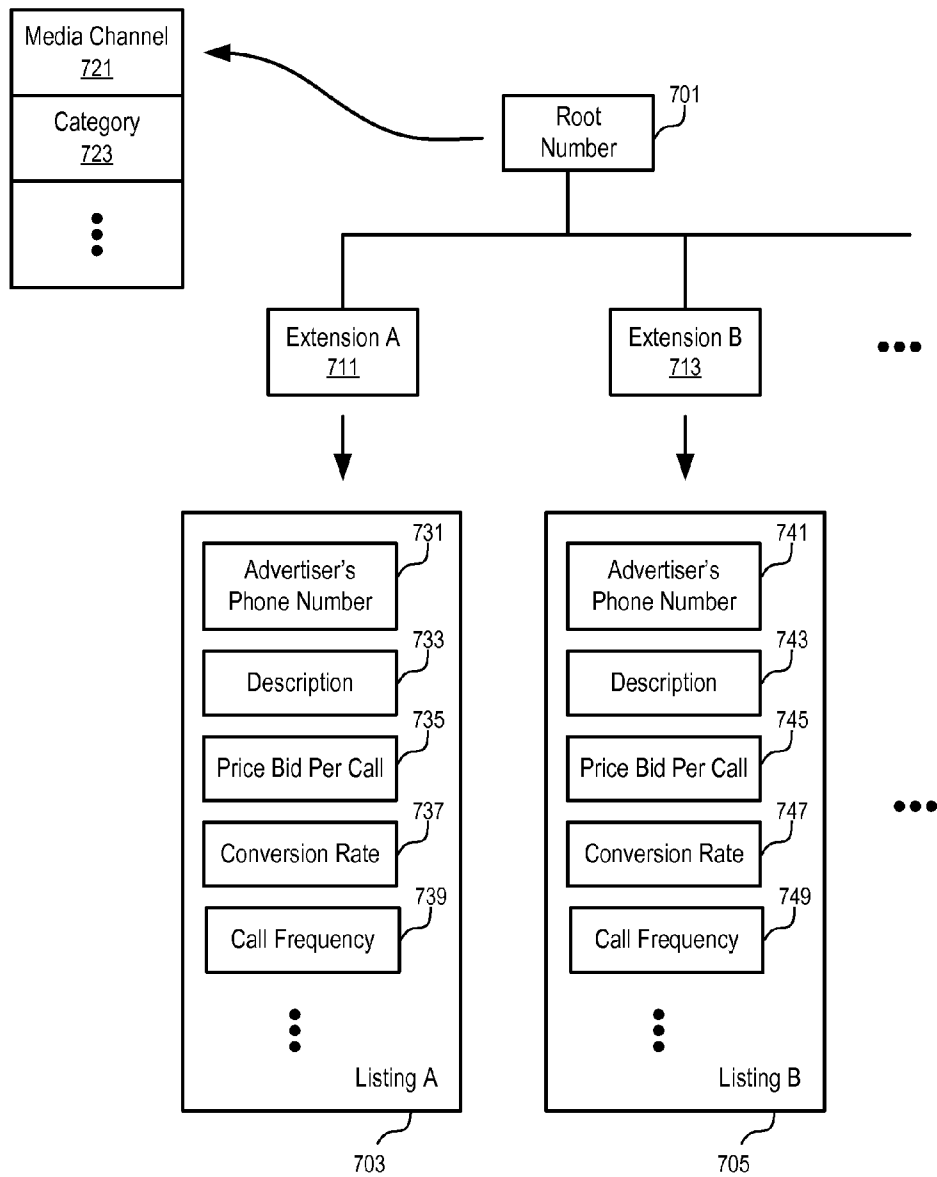 Media Channel
721
Category
723
701
Root
Number
Extension A
711
Extension B
713
731
Advertiser's
Phone Number
733
Description
735
Price Bid Per Call
737
Conversion Rate
739
Call Frequency
Listing A
703
741
Advertiser's
Phone Number
743
Description
745
Price Bid Per Call
747
Conversion Rate
749
Call Frequency
Listing B
705